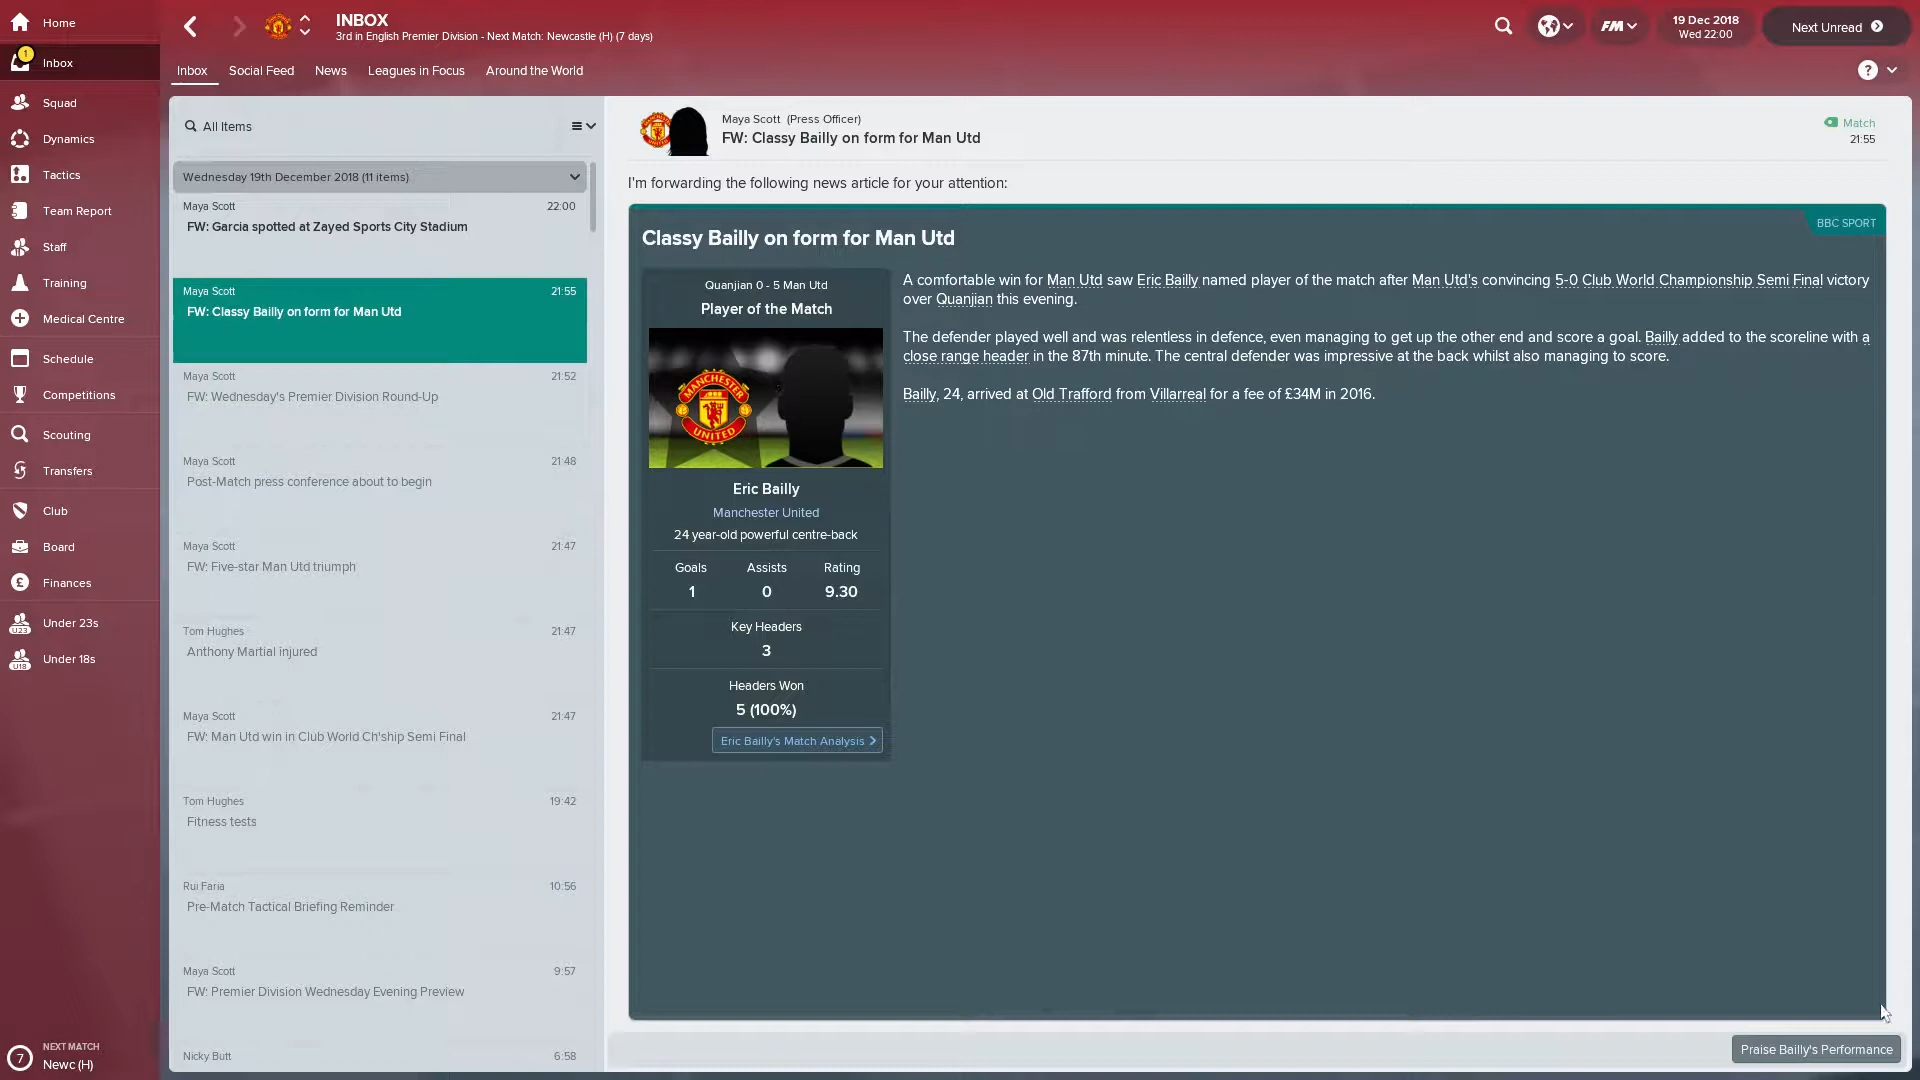 Home
1
Inbox
Squad
Dynamics
Tactics
Team Report
Staff
Training
Medical Centre
Schedule
Competitions
Scouting
Transfers
Club
Board
Finances
U23
Under 23s
U18
Under 18s
7
NEXT MATCH
Newc (H)
INBOX
3rd in English Premier Division - Next Match: Newcastle (H) (7 days)
FM
19 Dec 2018
Wed 22:00
Next Unread
Inbox
Social Feed
News
Leagues in Focus
Around the World
?
All Items
Wednesday 19th December 2018 (11 items)
Maya Scott 22:00
FW: Garcia spotted at Zayed Sports City Stadium
Maya Scott 21:55
FW: Classy Bailly on form for Man Utd
Maya Scott 21:52
FW: Wednesday's Premier Division Round-Up
Maya Scott 21:48
Post-Match press conference about to begin
Maya Scott 21:47
FW: Five-star Man Utd triumph
Tom Hughes 21:47
Anthony Martial injured
Maya Scott 21:47
FW: Man Utd win in Club World Ch'ship Semi Final
Tom Hughes 19:42
Fitness tests
Rui Faria 10:56
Pre-Match Tactical Briefing Reminder
Maya Scott 9:57
FW: Premier Division Wednesday Evening Preview
Nicky Butt 6:58
Maya Scott (Press Officer)
FW: Classy Bailly on form for Man Utd
Match
21:55
I'm forwarding the following news article for your attention:
BBC SPORT
Classy Bailly on form for Man Utd
Quanjian 0 - 5 Man Utd
Player of the Match
MANCHESTER
UNITED
Eric Bailly
Manchester United
24 year-old powerful centre-back
Goals Assists Rating
1 0 9.30
Key Headers
3
Headers Won
5 (100%)
Eric Bailly's Match Analysis
A comfortable win for Man Utd saw Eric Bailly named player of the match after Man Utd's convincing 5-0 Club World Championship Semi Final victory
over Quanjian this evening.
The defender played well and was relentless in defence, even managing to get up the other end and score a goal. Bailly added to the scoreline with a
close range header in the 87th minute. The central defender was impressive at the back whilst also managing to score.
Bailly, 24, arrived at Old Trafford from Villarreal for a fee of £34M in 2016.
Praise Bailly's Performance